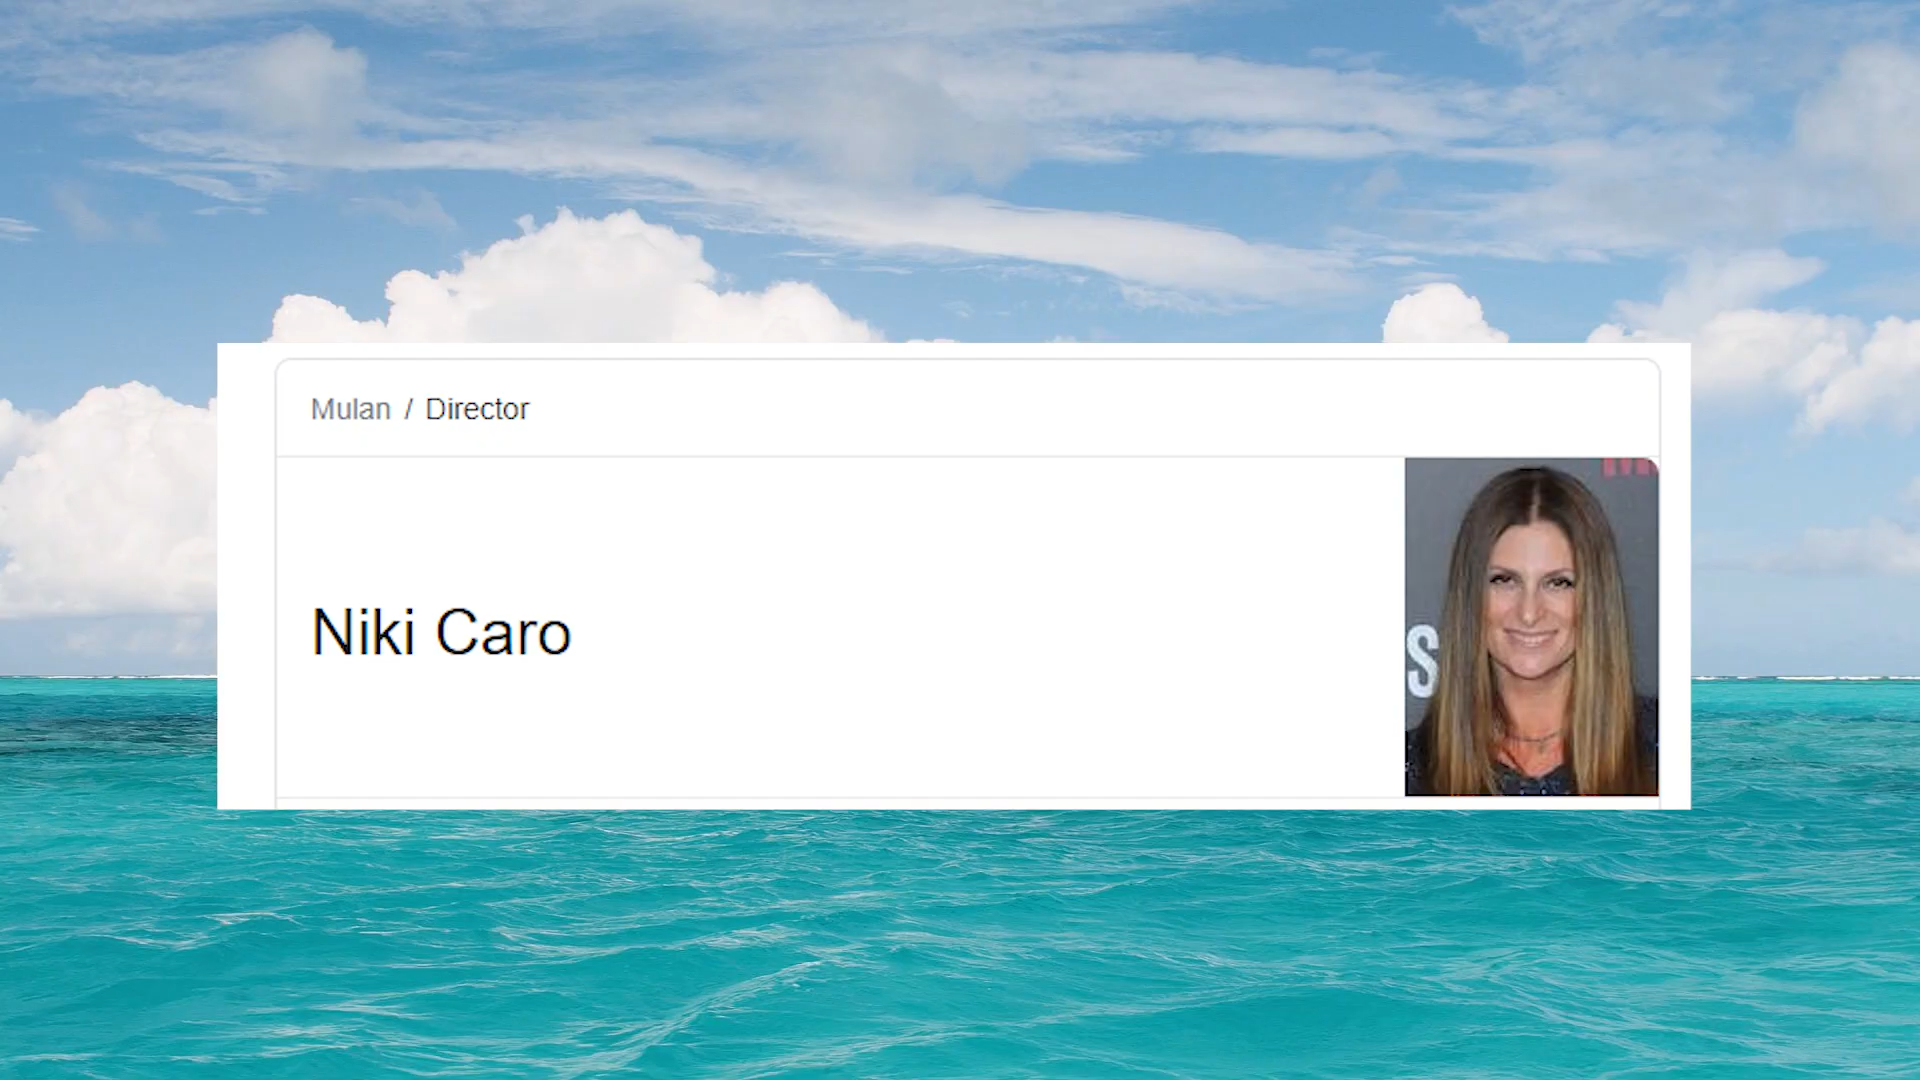 Mulan / Director
Niki Caro
S